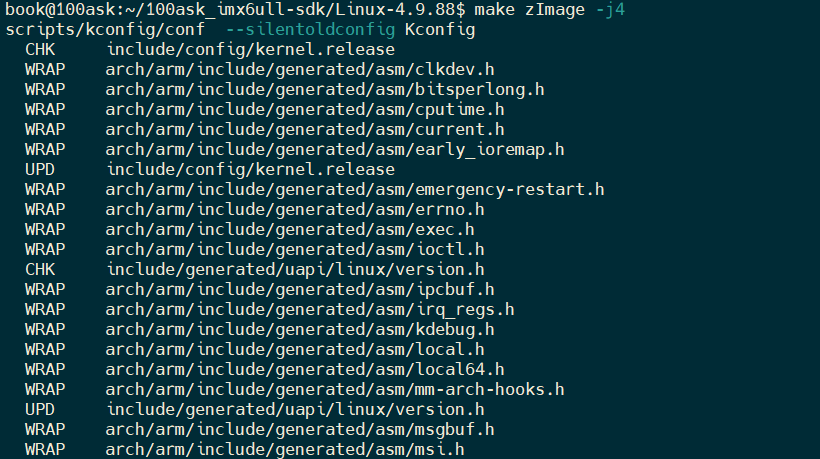 book@100ask:~/100ask_imx6ull-sdk/Linux-4.9.88$ make zImage -j4
scripts/kconfig/conf  --silentoldconfig Kconfig
  CHK     include/config/kernel.release
  WRAP    arch/arm/include/generated/asm/clkdev.h
  WRAP    arch/arm/include/generated/asm/bitsperlong.h
  WRAP    arch/arm/include/generated/asm/cputime.h
  WRAP    arch/arm/include/generated/asm/current.h
  WRAP    arch/arm/include/generated/asm/early_ioremap.h
  UPD     include/config/kernel.release
  WRAP    arch/arm/include/generated/asm/emergency-restart.h
  WRAP    arch/arm/include/generated/asm/errno.h
  WRAP    arch/arm/include/generated/asm/exec.h
  WRAP    arch/arm/include/generated/asm/ioctl.h
  CHK     include/generated/uapi/linux/version.h
  WRAP    arch/arm/include/generated/asm/ipcbuf.h
  WRAP    arch/arm/include/generated/asm/irq_regs.h
  WRAP    arch/arm/include/generated/asm/kdebug.h
  WRAP    arch/arm/include/generated/asm/local.h
  WRAP    arch/arm/include/generated/asm/local64.h
  WRAP    arch/arm/include/generated/asm/mm-arch-hooks.h
  UPD     include/generated/uapi/linux/version.h
  WRAP    arch/arm/include/generated/asm/msgbuf.h
  WRAP    arch/arm/include/generated/asm/msi.h